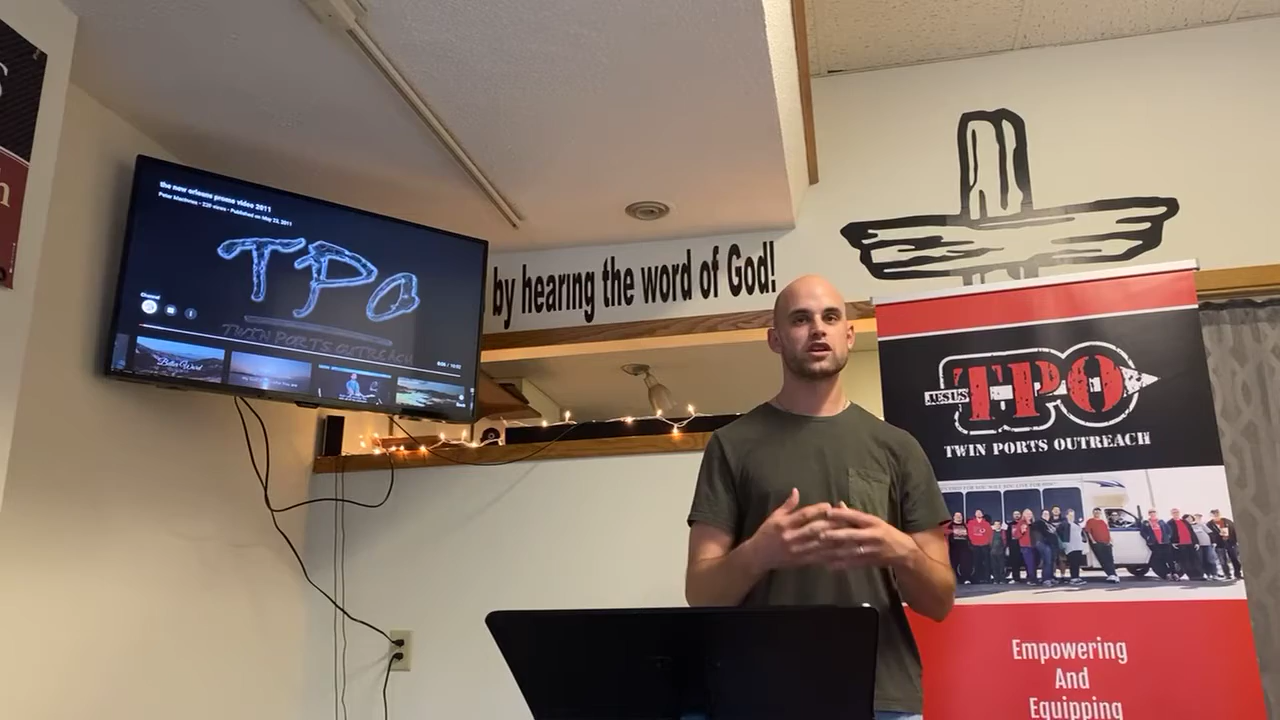 S
h
the new orleans promo video 2011
TPO
Channel
TWIN PORTS OUTREACH
by hearing the word of God!
JESUS
TPO
TWIN PORTS OUTREACH
Empowering
And
Equipping